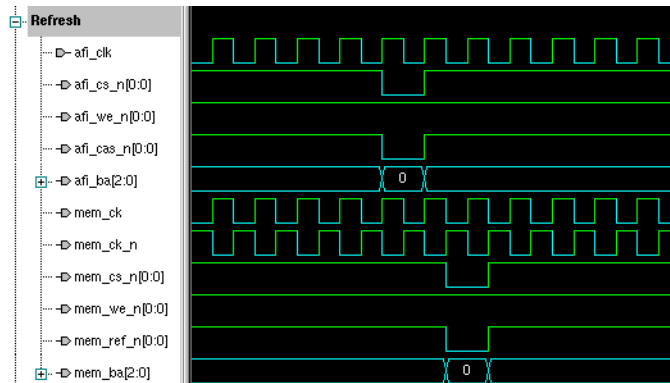 Refresh
afi_clk
afi_cs_n[0:0]
afi_we_n[0:0]
afi_cas_n[0:0]
afi_ba[2:0] 0
mem_ck
mem_ck_n
mem_cs_n[0:0]
mem_we_n[0:0]
mem_ref_n[0:0]
mem_ba[2:0] 0